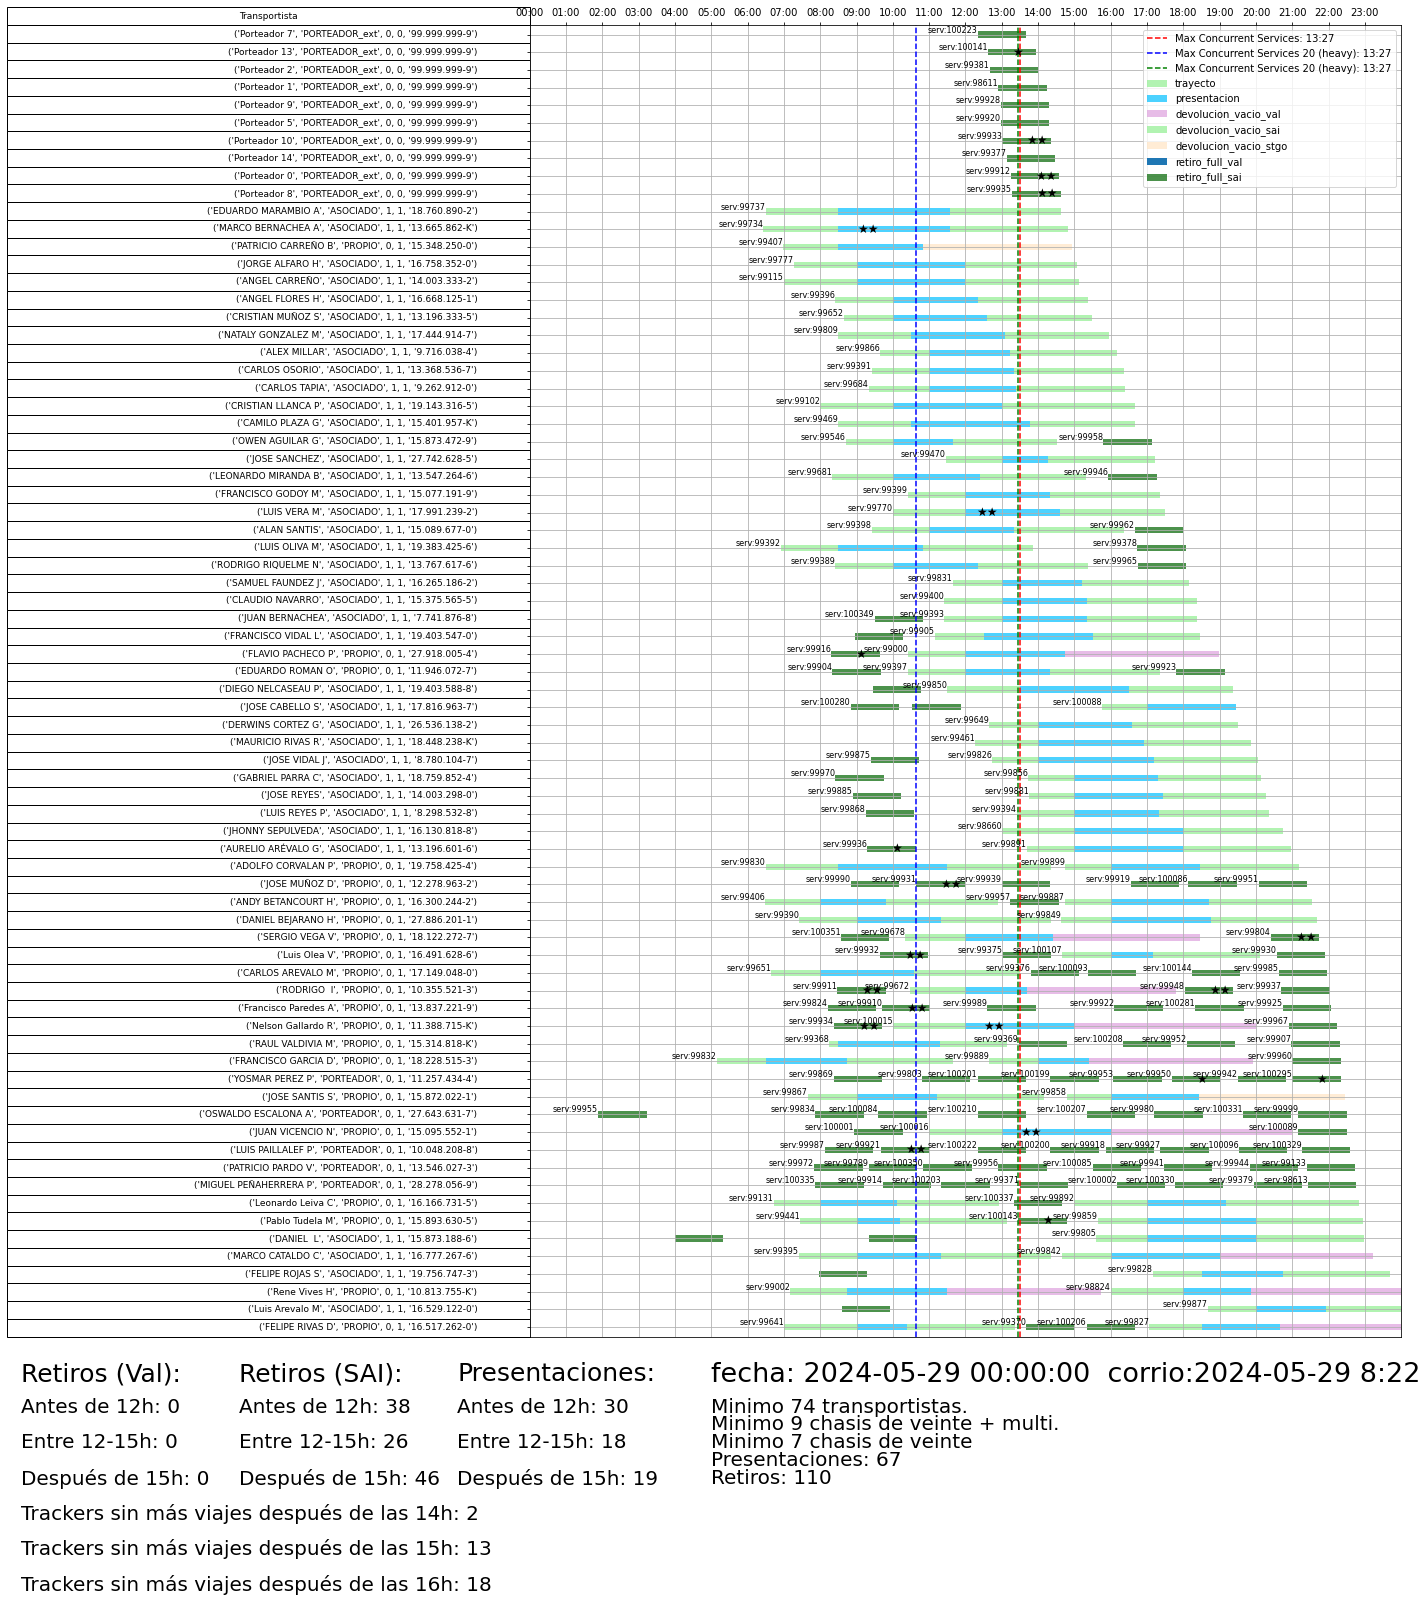 Transportista
00:00 01:00 02:00 03:00 04:00 05:00 06:00 07:00 08:00 09:00 10:00 11:00 12:00 13:00 14:00 15:00 16:00 17:00 18:00 19:00 20:00 21:00 22:00 23:00
Max Concurrent Services: 13:27
Max Concurrent Services 20 (heavy): 13:27
Max Concurrent Services 20 (heavy): 13:27
trayecto
presentacion
devolucion_vacio_val
devolucion_vacio_sai
devolucion_vacio_stgo
retiro_full_val
retiro_full_sai
('Porteador 7', 'PORTEADOR_ext', 0, 0, '99.999.999-9') serv:100223
('Porteador 13', 'PORTEADOR_ext', 0, 0, '99.999.999-9') serv:100141
('Porteador 2', 'PORTEADOR_ext', 0, 0, '99.999.999-9') serv:99381
('Porteador 1', 'PORTEADOR_ext', 0, 0, '99.999.999-9') serv:98611
('Porteador 9', 'PORTEADOR_ext', 0, 0, '99.999.999-9') serv:99928
('Porteador 5', 'PORTEADOR_ext', 0, 0, '99.999.999-9') serv:99920
('Porteador 10', 'PORTEADOR_ext', 0, 0, '99.999.999-9') serv:99933
('Porteador 14', 'PORTEADOR_ext', 0, 0, '99.999.999-9') serv:99377
('Porteador 0', 'PORTEADOR_ext', 0, 0, '99.999.999-9') serv:99912
('Porteador 8', 'PORTEADOR_ext', 0, 0, '99.999.999-9') serv:99935
('EDUARDO MARAMBIO A', 'ASOCIADO', 1, 1, '18.760.890-2') serv:99737
('MARCO BERNACHEA A', 'ASOCIADO', 1, 1, '13.665.862-K') serv:99734
('PATRICIO CARREÑO B', 'PROPIO', 0, 1, '15.348.250-0') serv:99407
('JORGE ALFARO H', 'ASOCIADO', 1, 1, '16.758.352-0') serv:99777
('ANGEL CARREÑO', 'ASOCIADO', 1, 1, '14.003.333-2') serv:99115
('ANGEL FLORES H', 'ASOCIADO', 1, 1, '16.668.125-1') serv:99396
('CRISTIAN MUÑOZ S', 'ASOCIADO', 1, 1, '13.196.333-5') serv:99652
('NATALY GONZALEZ M', 'ASOCIADO', 1, 1, '17.444.914-7') serv:99809
('ALEX MILLAR', 'ASOCIADO', 1, 1, '9.716.038-4') serv:99866
('CARLOS OSORIO', 'ASOCIADO', 1, 1, '13.368.536-7') serv:99391
('CARLOS TAPIA', 'ASOCIADO', 1, 1, '9.262.912-0') serv:99684
('CRISTIAN LLANCA P', 'ASOCIADO', 1, 1, '19.143.316-5') serv:99102
('CAMILO PLAZA G', 'ASOCIADO', 1, 1, '15.401.957-K') serv:99469
('OWEN AGUILAR G', 'ASOCIADO', 1, 1, '15.873.472-9') serv:99546 serv:99958
('JOSE SANCHEZ', 'ASOCIADO', 1, 1, '27.742.628-5') serv:99470
('LEONARDO MIRANDA B', 'ASOCIADO', 1, 1, '13.547.264-6') serv:99681 serv:99946
('FRANCISCO GODOY M', 'ASOCIADO', 1, 1, '15.077.191-9') serv:99399
('LUIS VERA M', 'ASOCIADO', 1, 1, '17.991.239-2') serv:99770
('ALAN SANTIS', 'ASOCIADO', 1, 1, '15.089.677-0') serv:99398 serv:99962
('LUIS OLIVA M', 'ASOCIADO', 1, 1, '19.383.425-6') serv:99392 serv:99378
('RODRIGO RIQUELME N', 'ASOCIADO', 1, 1, '13.767.617-6') serv:99389 serv:99965
('SAMUEL FAUNDEZ J', 'ASOCIADO', 1, 1, '16.265.186-2') serv:99831
('CLAUDIO NAVARRO', 'ASOCIADO', 1, 1, '15.375.565-5') serv:99400
('JUAN BERNACHEA', 'ASOCIADO', 1, 1, '7.741.876-8') serv:100349 serv:99393
('FRANCISCO VIDAL L', 'ASOCIADO', 1, 1, '19.403.547-0') serv:99905
('FLAVIO PACHECO P', 'PROPIO', 0, 1, '27.918.005-4') serv:99916 serv:99000
('EDUARDO ROMAN O', 'PROPIO', 0, 1, '11.946.072-7') serv:99904 serv:99397 serv:99923
('DIEGO NELCASEAU P', 'ASOCIADO', 1, 1, '19.403.588-8') serv:99850
('JOSE CABELLO S', 'ASOCIADO', 1, 1, '17.816.963-7') serv:100280 serv:100088
('DERWINS CORTEZ G', 'ASOCIADO', 1, 1, '26.536.138-2') serv:99649
('MAURICIO RIVAS R', 'ASOCIADO', 1, 1, '18.448.238-K') serv:99461
('JOSE VIDAL J', 'ASOCIADO', 1, 1, '8.780.104-7') serv:99875 serv:99826
('GABRIEL PARRA C', 'ASOCIADO', 1, 1, '18.759.852-4') serv:99970 serv:99856
('JOSE REYES', 'ASOCIADO', 1, 1, '14.003.298-0') serv:99885 serv:99881
('LUIS REYES P', 'ASOCIADO', 1, 1, '8.298.532-8') serv:99868 serv:99394
('JHONNY SEPULVEDA', 'ASOCIADO', 1, 1, '16.130.818-8') serv:98660
('AURELIO ARÉVALO G', 'ASOCIADO', 1, 1, '13.196.601-6') serv:99936 serv:99891
('ADOLFO CORVALAN P', 'PROPIO', 0, 1, '19.758.425-4') serv:99830 serv:99899
('JOSE MUÑOZ D', 'PROPIO', 0, 1, '12.278.963-2') serv:99990 serv:99931 serv:99939 serv:99919 serv:100086 serv:99951
('ANDY BETANCOURT H', 'PROPIO', 0, 1, '16.300.244-2') serv:99406 serv:99957 serv:99887
('DANIEL BEJARANO H', 'PROPIO', 0, 1, '27.886.201-1') serv:99390 serv:99849
('SERGIO VEGA V', 'PROPIO', 0, 1, '18.122.272-7') serv:100351 serv:99678 serv:99804
('Luis Olea V', 'PROPIO', 0, 1, '16.491.628-6') serv:99932 serv:99375 serv:100107 serv:99930
('CARLOS AREVALO M', 'PROPIO', 0, 1, '17.149.048-0') serv:99651 serv:99376 serv:100093 serv:100144 serv:99985
('RODRIGO  I', 'PROPIO', 0, 1, '10.355.521-3') serv:99911 serv:99672 serv:99948 serv:99937
('Francisco Paredes A', 'PROPIO', 0, 1, '13.837.221-9') serv:99824 serv:99910 serv:99989 serv:99922 serv:100281 serv:99925
('Nelson Gallardo R', 'PROPIO', 0, 1, '11.388.715-K') serv:99934 serv:100015 serv:99967
('RAUL VALDIVIA M', 'PROPIO', 0, 1, '15.314.818-K') serv:99368 serv:99369 serv:100208 serv:99952 serv:99907
('FRANCISCO GARCIA D', 'PROPIO', 0, 1, '18.228.515-3') serv:99832 serv:99889 serv:99960
('YOSMAR PEREZ P', 'PORTEADOR', 0, 1, '11.257.434-4') serv:99869 serv:99803 serv:100201 serv:100199 serv:99953 serv:99950 serv:99942 serv:100295
('JOSE SANTIS S', 'PROPIO', 0, 1, '15.872.022-1') serv:99867 serv:99858
('OSWALDO ESCALONA A', 'PORTEADOR', 0, 1, '27.643.631-7') serv:99955 serv:99834 serv:100084 serv:100210 serv:100207 serv:99980 serv:100331 serv:99999
('JUAN VICENCIO N', 'PROPIO', 0, 1, '15.095.552-1') serv:100001 serv:100016 serv:100089
('LUIS PAILLALEF P', 'PORTEADOR', 0, 1, '10.048.208-8') serv:99987 serv:99921 serv:100222 serv:100200 serv:99918 serv:99927 serv:100096 serv:100329
('PATRICIO PARDO V', 'PORTEADOR', 0, 1, '13.546.027-3') serv:99972 serv:99789 serv:100350 serv:99956 serv:100085 serv:99941 serv:99944 serv:99133
('MIGUEL PEÑAHERRERA P', 'PORTEADOR', 0, 1, '28.278.056-9') serv:100335 serv:99914 serv:100203 serv:99371 serv:100002 serv:100330 serv:99379 serv:98613
('Leonardo Leiva C', 'PROPIO', 0, 1, '16.166.731-5') serv:99131 serv:100337 serv:99892
('Pablo Tudela M', 'PROPIO', 0, 1, '15.893.630-5') serv:99441 serv:100143 serv:99859
('DANIEL  L', 'ASOCIADO', 1, 1, '15.873.188-6') serv:99805
('MARCO CATALDO C', 'ASOCIADO', 1, 1, '16.777.267-6') serv:99395 serv:99842
('FELIPE ROJAS S', 'ASOCIADO', 1, 1, '19.756.747-3') serv:99828
('Rene Vives H', 'PROPIO', 0, 1, '10.813.755-K') serv:99002 serv:98824
('Luis Arevalo M', 'ASOCIADO', 1, 1, '16.529.122-0') serv:99877
('FELIPE RIVAS D', 'PROPIO', 0, 1, '16.517.262-0') serv:99641 serv:99370 serv:100206 serv:99827
Retiros (Val): Retiros (SAI): Presentaciones: fecha: 2024-05-29 00:00:00  corrio:2024-05-29 8:22
Antes de 12h: 0 Antes de 12h: 38 Antes de 12h: 30 Minimo 74 transportistas.
Minimo 9 chasis de veinte + multi.
Entre 12-15h: 0 Entre 12-15h: 26 Entre 12-15h: 18 Minimo 7 chasis de veinte
Presentaciones: 67
Después de 15h: 0 Después de 15h: 46 Después de 15h: 19 Retiros: 110
Trackers sin más viajes después de las 14h: 2
Trackers sin más viajes después de las 15h: 13
Trackers sin más viajes después de las 16h: 18